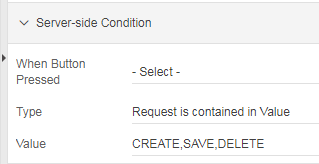 Server-side Condition
When Button
Pressed
- Select -
Type
Request is contained in Value
Value
CREATE,SAVE,DELETE